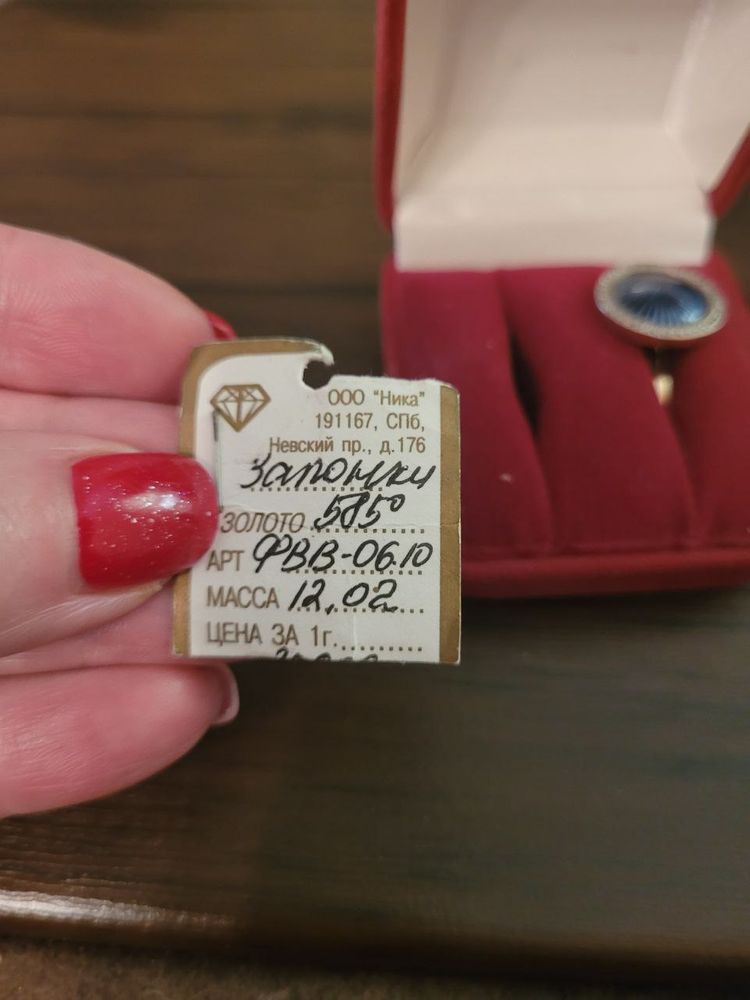 ООО "Ника"
191167, СПб,
Невский пр., д.176
Запонки
ЗОЛОТО 585°
АРТ ФВВ-06.10
МАССА 12,02
ЦЕНА ЗА 1г.